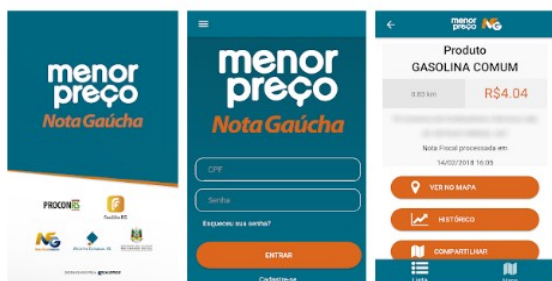 menor
preço
Nota Gaúcha
PROCON RS
menor
preço
Nota Gaúcha
CPF
Senha
Esqueceu sua senha?
ENTRAR
Cadastre-se
menor
preço NG
Produto
GASOLINA COMUM
R$4.04
Nota Fiscal processada em
14/02/2018 16:05
VER NO MAPA
HISTÓRICO
COMPARTILHAR
Lista
Mapa